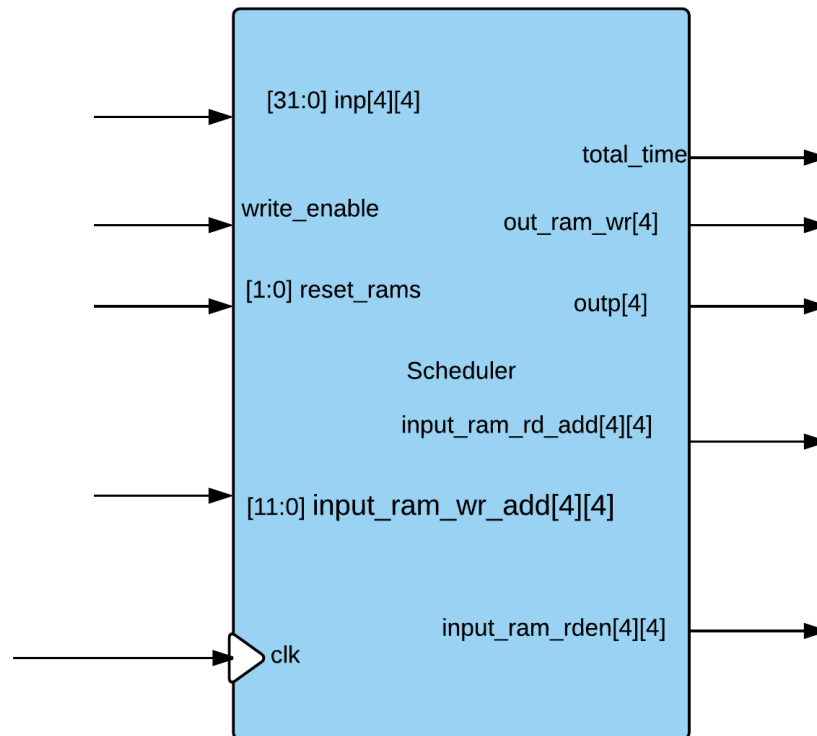 [31:0] inp[4][4]
total_time
write_enable
out_ram_wr[4]
[1:0] reset_rams
outp[4]
Scheduler
input_ram_rd_add[4][4]
[11:0] input_ram_wr_add[4][4]
input_ram_rden[4][4]
clk